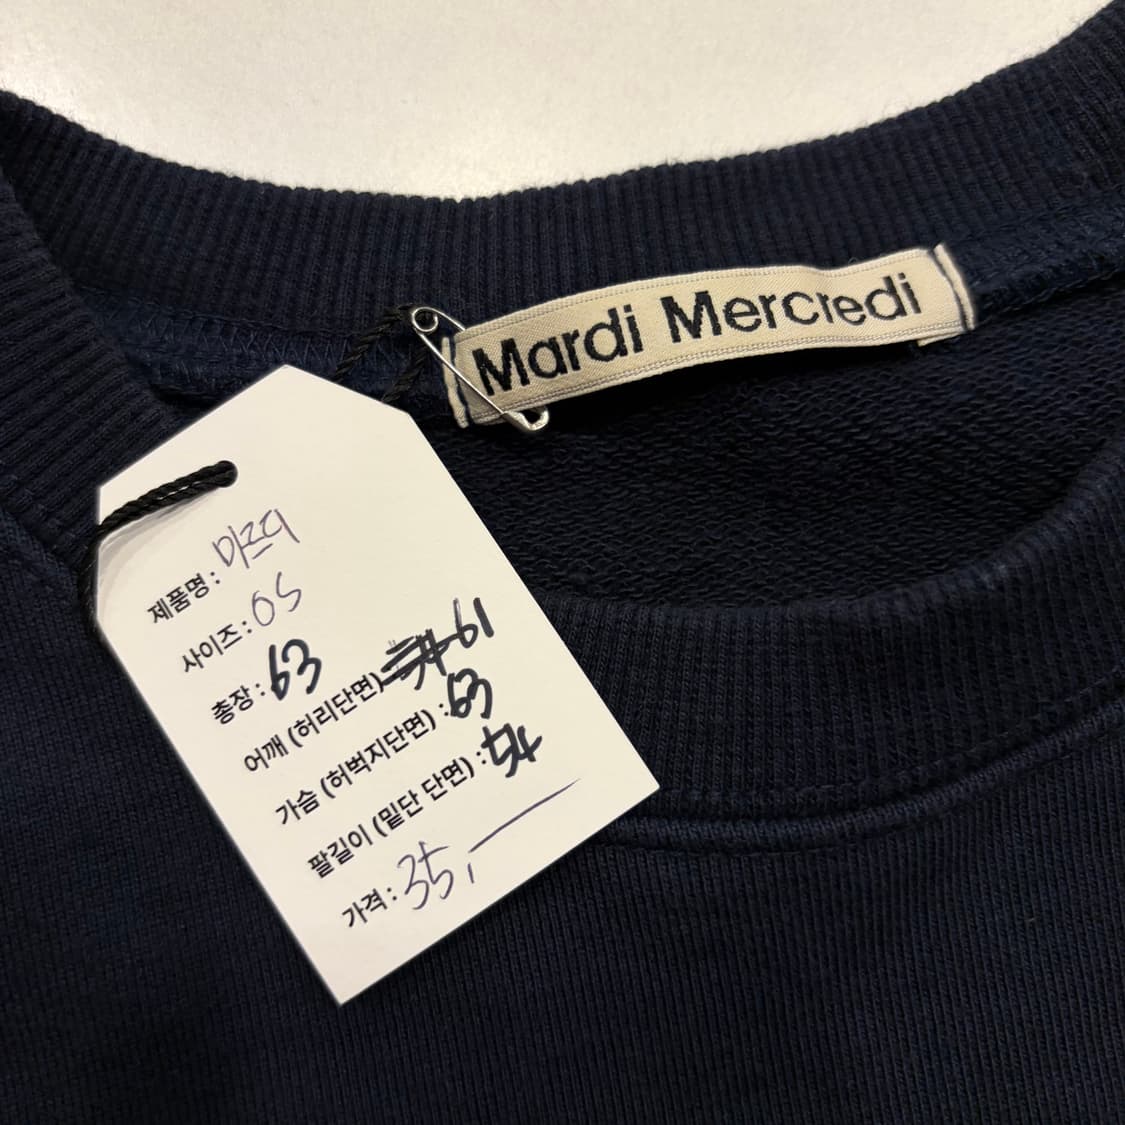 Mardi Mercredi
제품명 : 마르디
사이즈 : OS
총장 : 63
어깨 (허리단면) 61
가슴 (허벅지단면) : 63
팔길이 (밑단 단면) : 54
가격 : 35,—